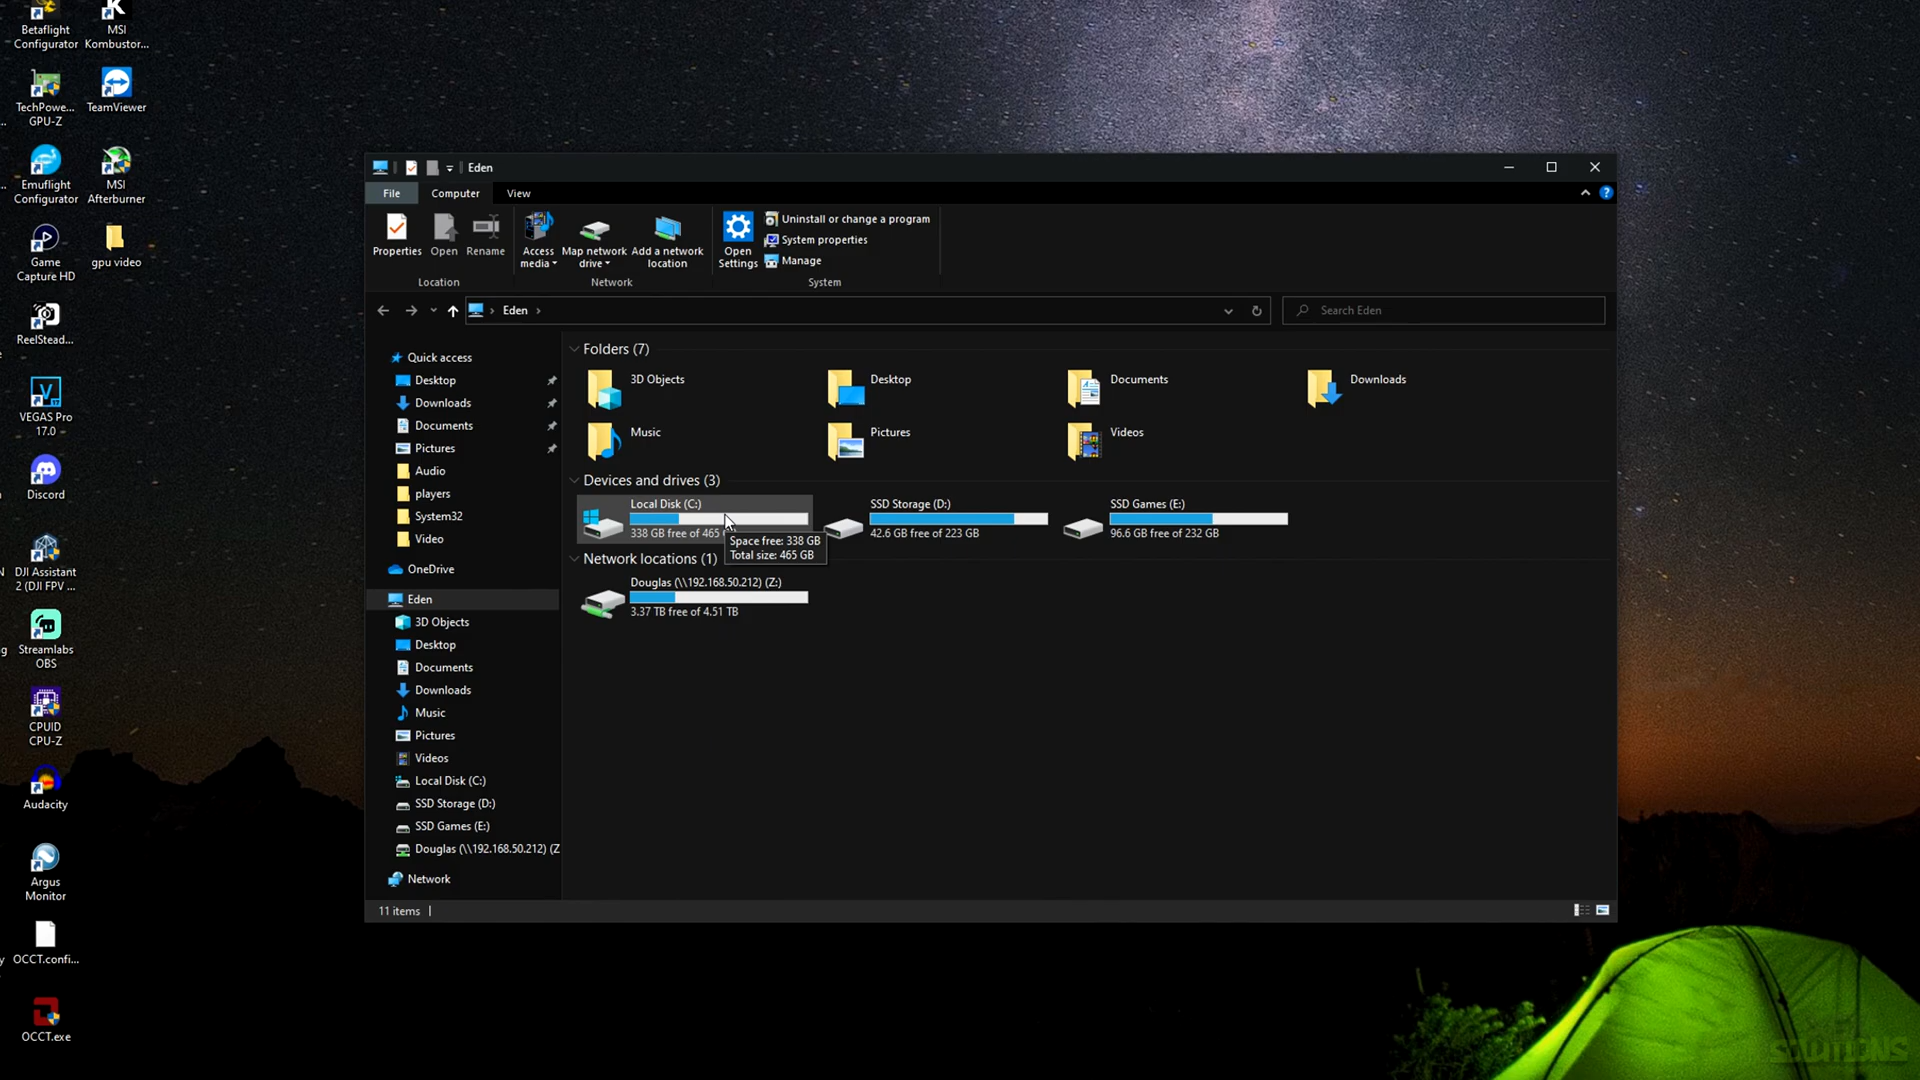 Betaflight
Configurator
MSI
Kombustor...
TechPowe...
GPU-Z
TeamViewer
Emuflight
Configurator
MSI
Afterburner
Game
Capture HD
gpu video
ReelStead...
VEGAS Pro
17.0
Discord
DJI Assistant
2 (DJI FPV ...
Streamlabs
OBS
CPUID
CPU-Z
Audacity
Argus
Monitor
OCCT.confi...
OCCT.exe
Eden
File
Computer
View
Properties
Open
Rename
Location
Access
media
Map network
drive
Add a network
location
Network
Open
Settings
Uninstall or change a program
System properties
Manage
System
Eden
Search Eden
Quick access
Desktop
Downloads
Documents
Pictures
Audio
players
System32
Video
OneDrive
Eden
3D Objects
Desktop
Documents
Downloads
Music
Pictures
Videos
Local Disk (C:)
SSD Storage (D:)
SSD Games (E:)
Douglas (\\192.168.50.212) (Z
Network
Folders (7)
3D Objects
Desktop
Documents
Downloads
Music
Pictures
Videos
Devices and drives (3)
Local Disk (C:)
338 GB free of 465
SSD Storage (D:)
42.6 GB free of 223 GB
SSD Games (E:)
96.6 GB free of 232 GB
Space free: 338 GB
Total size: 465 GB
Network locations (1)
Douglas (\\192.168.50.212) (Z:)
3.37 TB free of 4.51 TB
11 items
SOLUTIONS